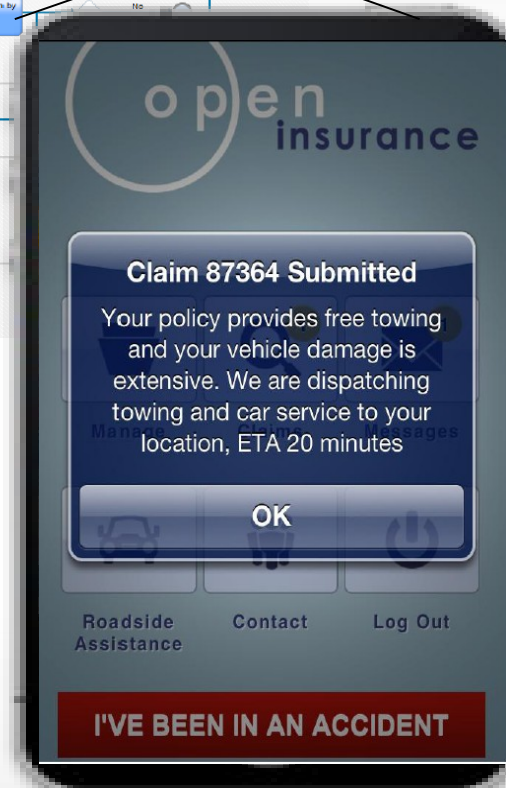 by
No
open
insurance
Claim 87364 Submitted
Your policy provides free towing
and your vehicle damage is
extensive. We are dispatching
towing and car service to your
location, ETA 20 minutes
Manage Claims Messages
OK
Roadside
Assistance
Contact
Log Out
I'VE BEEN IN AN ACCIDENT